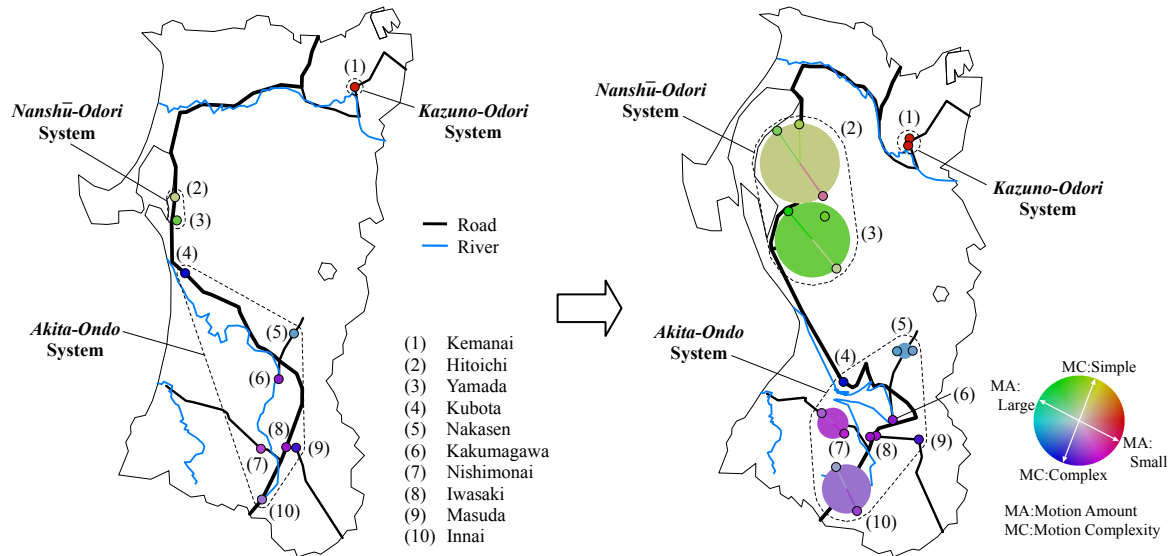 (1)
Nanshū-Odori
System
Kazuno-Odori
System
(2)
(3)
(4)
Road
River
Akita-Ondo
System
(5)
(6)
(7)
(8)
(9)
(10)
(1) Kemanai
(2) Hitoichi
(3) Yamada
(4) Kubota
(5) Nakasen
(6) Kakumagawa
(7) Nishimonai
(8) Iwasaki
(9) Masuda
(10) Innai
Nanshū-Odori
System
(1)
(2)
Kazuno-Odori
System
(3)
Akita-Ondo
System
(4)
(5)
(6)
(7)
(8)
(9)
(10)
MC:Simple
MA:
Large
MA:
Small
MC:Complex
MA:Motion Amount
MC:Motion Complexity